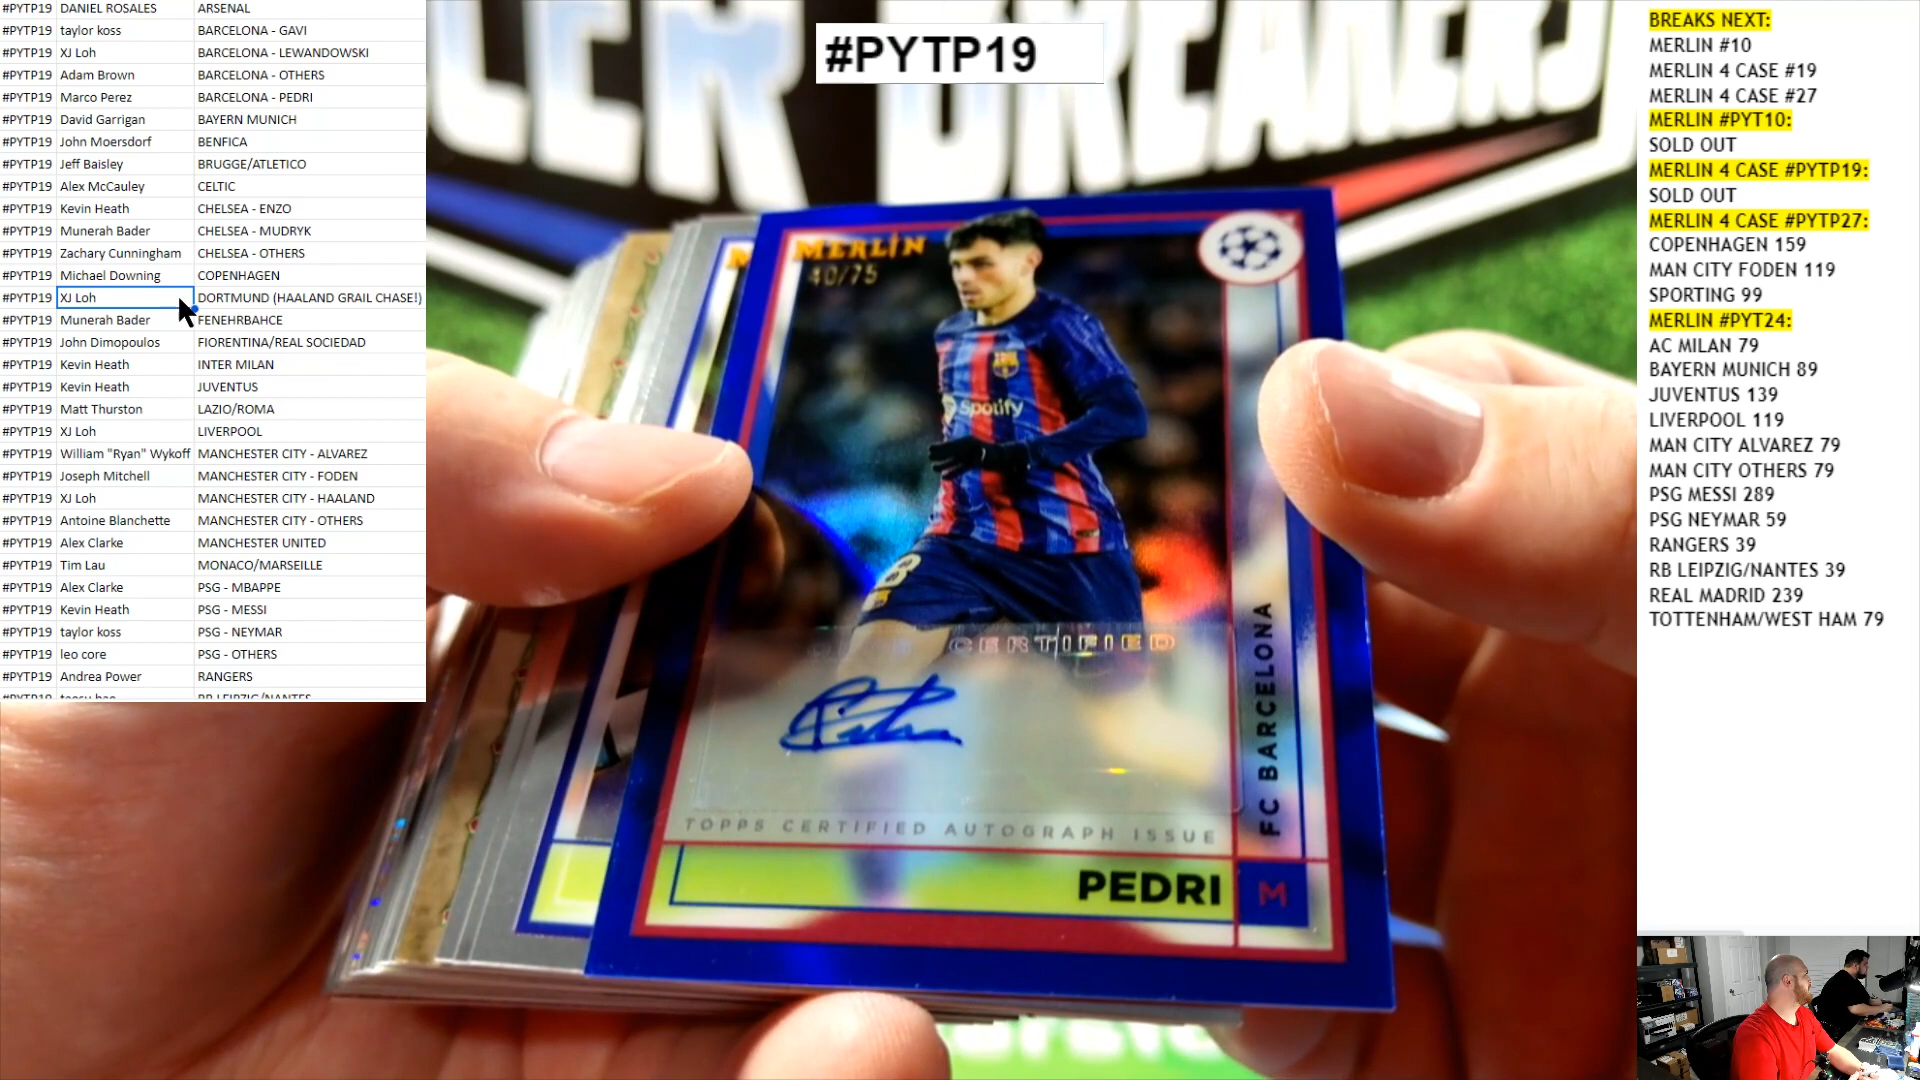 #PYTP19 DANIEL ROSALES ARSENAL
#PYTP19 taylor koss BARCELONA - GAVI
#PYTP19 XJ Loh BARCELONA - LEWANDOWSKI
#PYTP19 Adam Brown BARCELONA - OTHERS
#PYTP19 Marco Perez BARCELONA - PEDRI
#PYTP19 David Garrigan BAYERN MUNICH
#PYTP19 John Moersdorf BENFICA
#PYTP19 Jeff Baisley BRUGGE/ATLETICO
#PYTP19 Alex McCauley CELTIC
#PYTP19 Kevin Heath CHELSEA - ENZO
#PYTP19 Munerah Bader CHELSEA - MUDRYK
#PYTP19 Zachary Cunningham CHELSEA - OTHERS
#PYTP19 Michael Downing COPENHAGEN
#PYTP19 XJ Loh DORTMUND (HAALAND GRAIL CHASE!)
#PYTP19 Munerah Bader FENEHRBAHCE
#PYTP19 John Dimopoulos FIORENTINA/REAL SOCIEDAD
#PYTP19 Kevin Heath INTER MILAN
#PYTP19 Kevin Heath JUVENTUS
#PYTP19 Matt Thurston LAZIO/ROMA
#PYTP19 XJ Loh LIVERPOOL
#PYTP19 William "Ryan" Wykoff MANCHESTER CITY - ALVAREZ
#PYTP19 Joseph Mitchell MANCHESTER CITY - FODEN
#PYTP19 XJ Loh MANCHESTER CITY - HAALAND
#PYTP19 Antoine Blanchette MANCHESTER CITY - OTHERS
#PYTP19 Alex Clarke MANCHESTER UNITED
#PYTP19 Tim Lau MONACO/MARSEILLE
#PYTP19 Alex Clarke PSG - MBAPPE
#PYTP19 Kevin Heath PSG - MESSI
#PYTP19 taylor koss PSG - NEYMAR
#PYTP19 leo core PSG - OTHERS
#PYTP19 Andrea Power RANGERS
#PYTP19
#PYTP19
BREAKERS
MERLIN
40/75
Spotify
8
CERTIFIED
TOPPS CERTIFIED AUTOGRAPH ISSUE
PEDRI
M
FC BARCELONA
BREAKS NEXT:
MERLIN #10
MERLIN 4 CASE #19
MERLIN 4 CASE #27
MERLIN #PYT10:
SOLD OUT
MERLIN 4 CASE #PYTP19:
SOLD OUT
MERLIN 4 CASE #PYTP27:
COPENHAGEN 159
MAN CITY FODEN 119
SPORTING 99
MERLIN #PYT24:
AC MILAN 79
BAYERN MUNICH 89
JUVENTUS 139
LIVERPOOL 119
MAN CITY ALVAREZ 79
MAN CITY OTHERS 79
PSG MESSI 289
PSG NEYMAR 59
RANGERS 39
RB LEIPZIG/NANTES 39
REAL MADRID 239
TOTTENHAM/WEST HAM 79